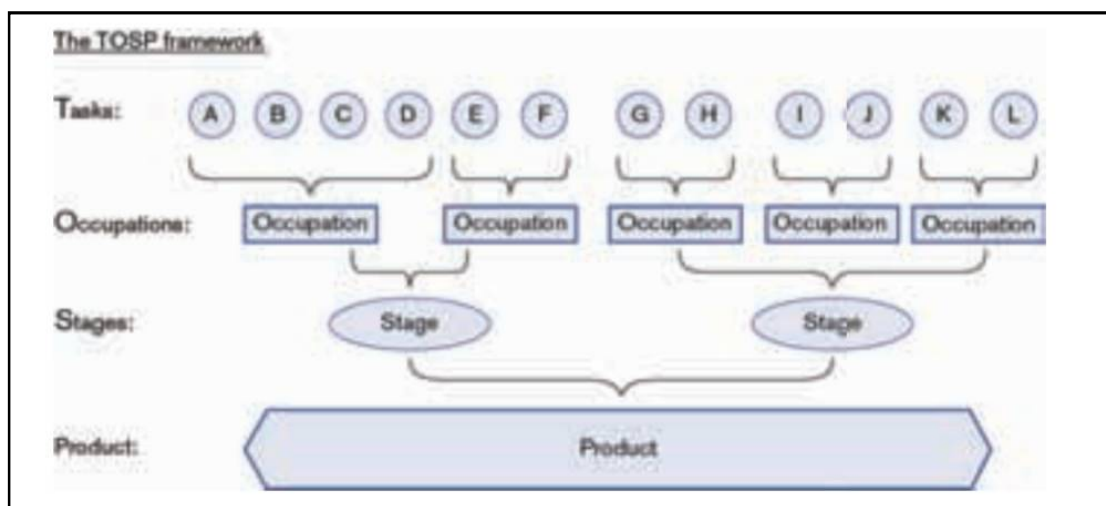 The TOSP framework
Tasks: A B C D E F G H I J K L
Occupations: Occupation Occupation Occupation Occupation Occupation
Stages: Stage Stage
Product: Product